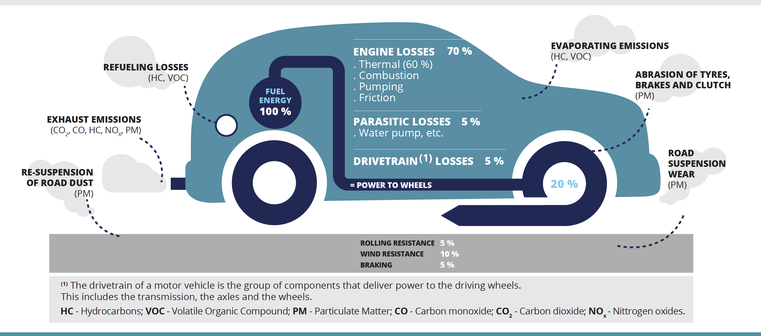 REFUELING LOSSES
(HC, VOC)
EXHAUST EMISSIONS
(CO2, CO, HC, NOx, PM)
RE-SUSPENSION
OF ROAD DUST
(PM)
FUEL
ENERGY
100 %
ENGINE LOSSES 70 %
. Thermal (60 %)
. Combustion
. Pumping
. Friction
PARASITIC LOSSES 5 %
. Water pump, etc.
DRIVETRAIN(1) LOSSES 5 %
= POWER TO WHEELS
20 %
EVAPORATING EMISSIONS
(HC, VOC)
ABRASION OF TYRES,
BRAKES AND CLUTCH
(PM)
ROAD
SUSPENSION
WEAR
(PM)
ROLLING RESISTANCE 5 %
WIND RESISTANCE 10 %
BRAKING 5 %
(1) The drivetrain of a motor vehicle is the group of components that deliver power to the driving wheels.
This includes the transmission, the axles and the wheels.
HC - Hydrocarbons; VOC - Volatile Organic Compound; PM - Particulate Matter; CO - Carbon monoxide; CO2 - Carbon dioxide; NOx - Nittrogen oxides.